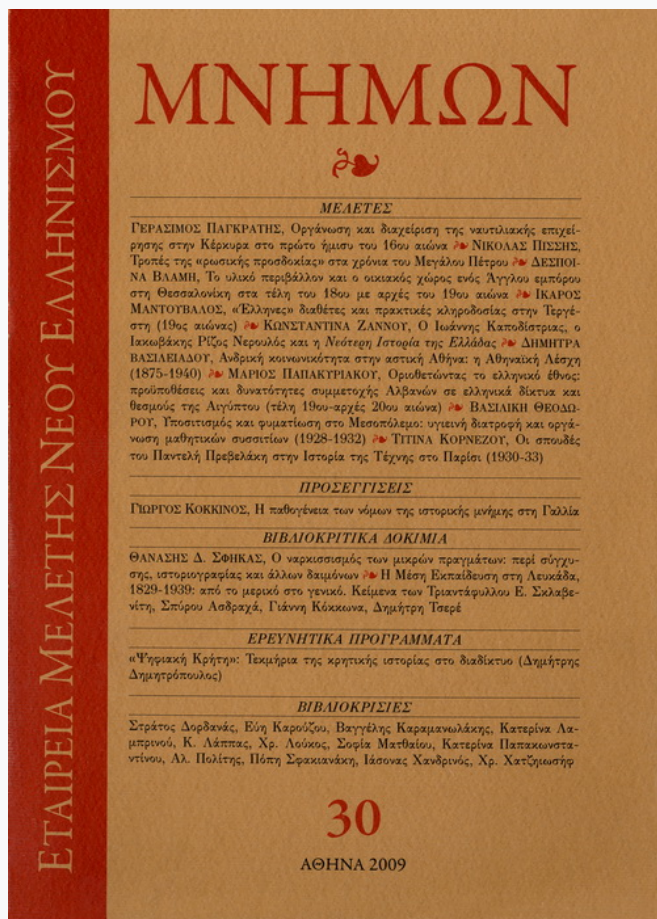 ΕΤΑΙΡΕΙΑ ΜΕΛΕΤΗΣ ΝΕΟΥ ΕΛΛΗΝΙΣΜΟΥ
ΜΝΗΜΩΝ
ΜΕΛΕΤΕΣ
ΓΕΡΑΣΙΜΟΣ ΠΑΓΚΡΑΤΗΣ, Οργάνωση και διαχείριση της ναυτιλιακής επιχεί-
ρησης στην Κέρκυρα στο πρώτο ήμισυ του 16ου αιώνα ❧ ΝΙΚΟΛΑΣ ΠΙΣΣΗΣ,
Τροπές της «ρωσικής προσδοκίας» στα χρόνια του Μεγάλου Πέτρου ❧ ΔΕΣΠΟΙ-
ΝΑ ΒΛΑΜΗ, Το υλικό περιβάλλον και ο οικιακός χώρος ενός Άγγλου εμπόρου
στη Θεσσαλονίκη στα τέλη του 18ου με αρχές του 19ου αιώνα ❧ ΙΚΑΡΟΣ
ΜΑΝΤΟΥΒΑΛΟΣ, «Έλληνες» διαθέτες και πρακτικές κληροδοσίας στην Τεργέ-
στη (19ος αιώνας) ❧ ΚΩΝΣΤΑΝΤΙΝΑ ΖΑΝΝΟΥ, Ο Ιωάννης Καποδίστριας, ο
Ιακωβάκης Ρίζος Νερουλός και η Νεότερη Ιστορία της Ελλάδας ❧ ΔΗΜΗΤΡΑ
ΒΑΣΙΛΕΙΑΔΟΥ, Ανδρική κοινωνικότητα στην αστική Αθήνα: η Αθηναϊκή Λέσχη
(1875-1940) ❧ ΜΑΡΙΟΣ ΠΑΠΑΚΥΡΙΑΚΟΥ, Οριοθετώντας το ελληνικό έθνος:
προϋποθέσεις και δυνατότητες συμμετοχής Αλβανών σε ελληνικά δίκτυα και
θεσμούς της Αιγύπτου (τέλη 19ου-αρχές 20ου αιώνα) ❧ ΒΑΣΙΛΙΚΗ ΘΕΟΔΩ-
ΡΟΥ, Υποσιτισμός και φυματίωση στο Μεσοπόλεμο: υγιεινή διατροφή και οργά-
νωση μαθητικών συσσιτίων (1928-1932) ❧ ΤΙΤΙΝΑ ΚΟΡΝΕΖΟΥ, Οι σπουδές
του Παντελή Πρεβελάκη στην Ιστορία της Τέχνης στο Παρίσι (1930-33)
ΠΡΟΣΕΓΓΙΣΕΙΣ
ΓΙΩΡΓΟΣ ΚΟΚΚΙΝΟΣ, Η παθογένεια των νόμων της ιστορικής μνήμης στη Γαλλία
ΒΙΒΛΙΟΚΡΙΤΙΚΑ ΔΟΚΙΜΙΑ
ΘΑΝΑΣΗΣ Δ. ΣΦΗΚΑΣ, Ο ναρκισσισμός των μικρών πραγμάτων: περί σύγχυ-
σης, ιστοριογραφίας και άλλων δαιμόνων ❧ Η Μέση Εκπαίδευση στη Λευκάδα,
1829-1939: από το μερικό στο γενικό. Κείμενα των Τριαντάφυλλου Ε. Σκλαβε-
νίτη, Σπύρου Ασδραχά, Γιάννη Κόκκωνα, Δημήτρη Τσερέ
ΕΡΕΥΝΗΤΙΚΑ ΠΡΟΓΡΑΜΜΑΤΑ
«Ψηφιακή Κρήτη»: Τεκμήρια της κρητικής ιστορίας στο διαδίκτυο (Δημήτρης
Δημητρόπουλος)
ΒΙΒΛΙΟΚΡΙΣΙΕΣ
Στράτος Δορδανάς, Εύη Καρούζου, Βαγγέλης Καραμανωλάκης, Κατερίνα Λα-
μπρινού, Κ. Λάππας, Χρ. Λούκος, Σοφία Ματθαίου, Κατερίνα Παπακωνστα-
ντίνου, Αλ. Πολίτης, Πόπη Σφακιανάκη, Ιάσονας Χανδρινός, Χρ. Χατζηιωσήφ
30
ΑΘΗΝΑ 2009